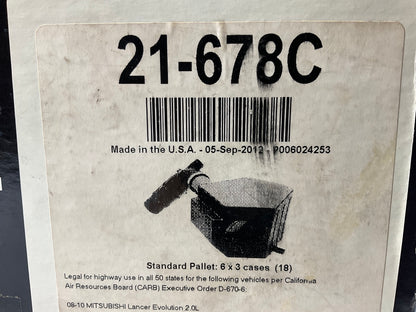 21-678C
Made in the U.S.A. - 05-Sep-2012 - P006024253
Standard Pallet: 6 x 3 cases (18)
Legal for highway use in all 50 states for the following vehicles per California
Air Resources Board (CARB) Executive Order D-670-6:
08-10 MITSUBISHI Lancer Evolution 2.0L